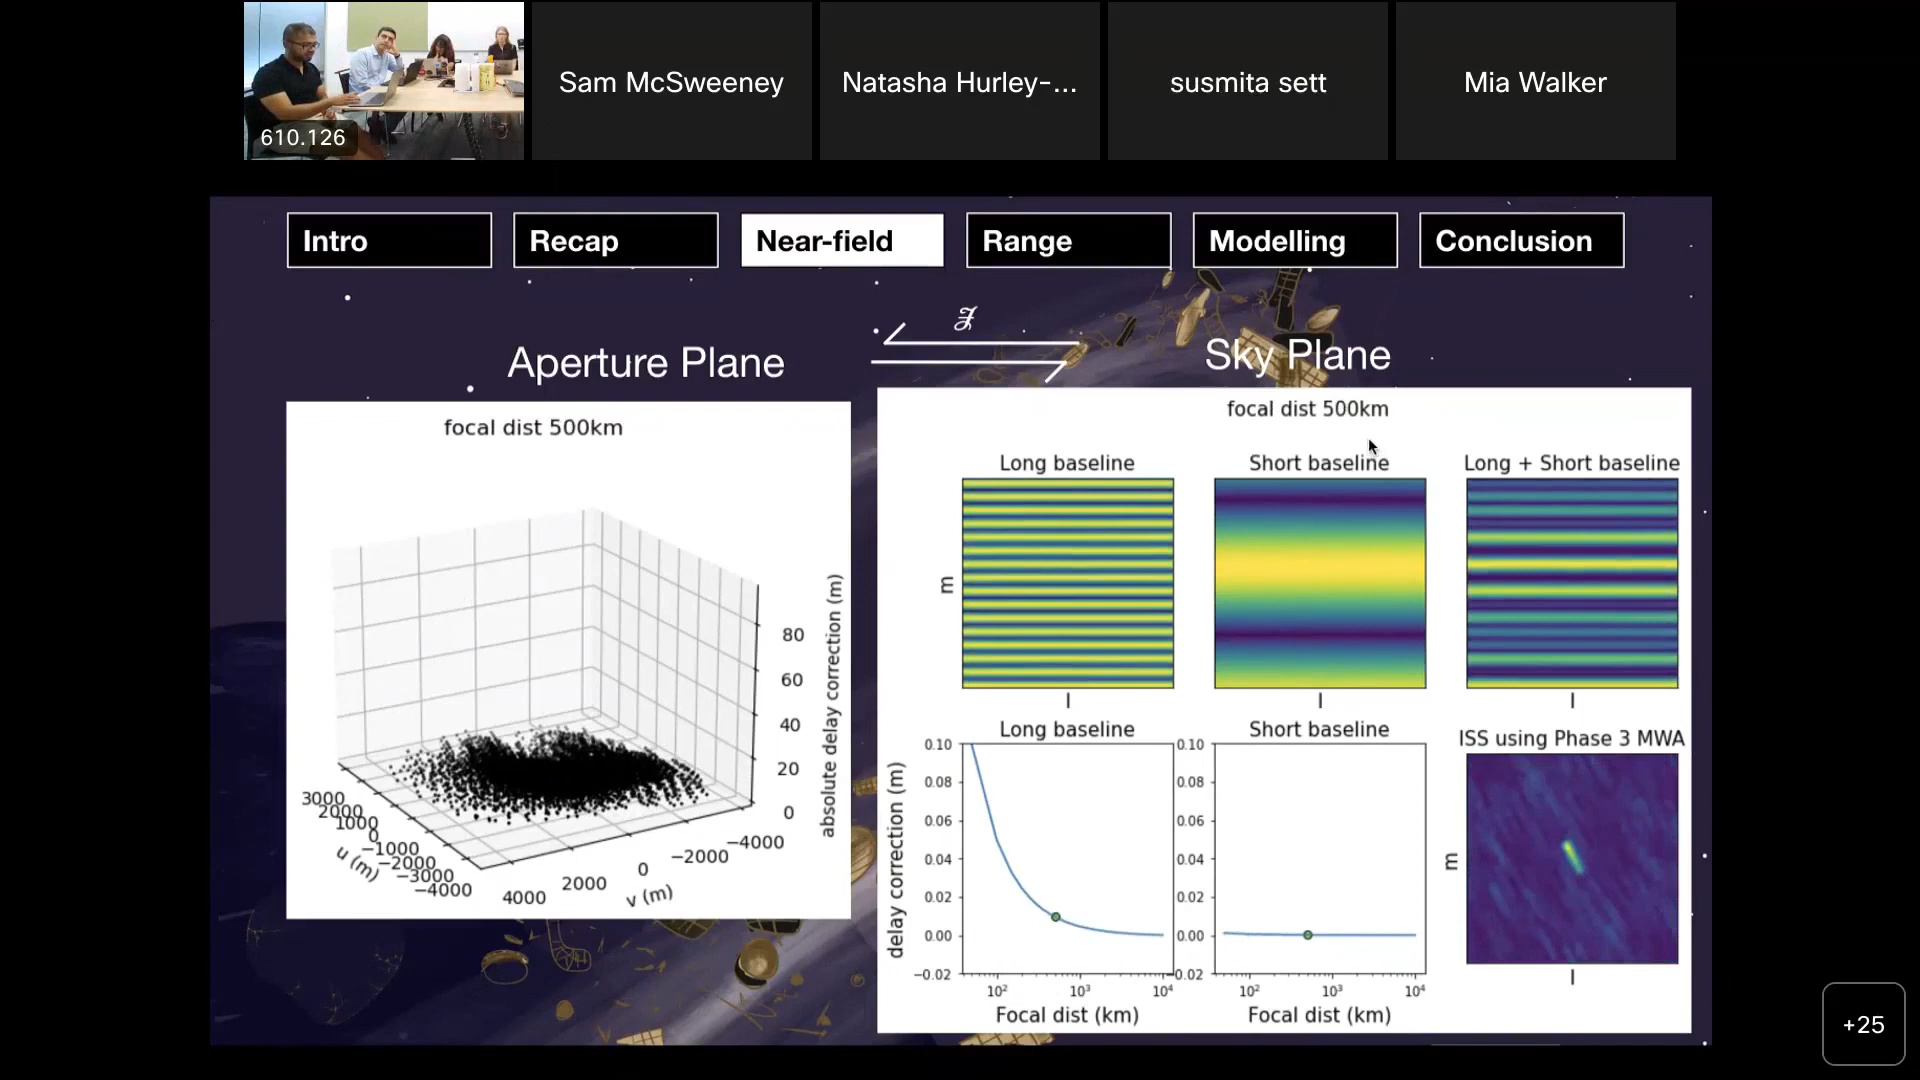 610.126
Sam McSweeney
Natasha Hurley-...
susmita sett
Mia Walker
Intro
Recap
Near-field
Range
Modelling
Conclusion
Aperture Plane
ℱ
Sky Plane
focal dist 500km
80
60
40
20
0
absolute delay correction (m)
3000
2000
1000
0
−1000
−2000
−3000
−4000
u (m)
4000
2000
0
−2000
−4000
v (m)
focal dist 500km
Long baseline
m
l
Short baseline
l
Long + Short baseline
l
Long baseline
0.10
0.08
0.06
0.04
0.02
0.00
−0.02
delay correction (m)
10² 10³ 10⁴
Focal dist (km)
Short baseline
0.10
0.08
0.06
0.04
0.02
0.00
−0.02
10² 10³ 10⁴
Focal dist (km)
ISS using Phase 3 MWA
m
l
+25